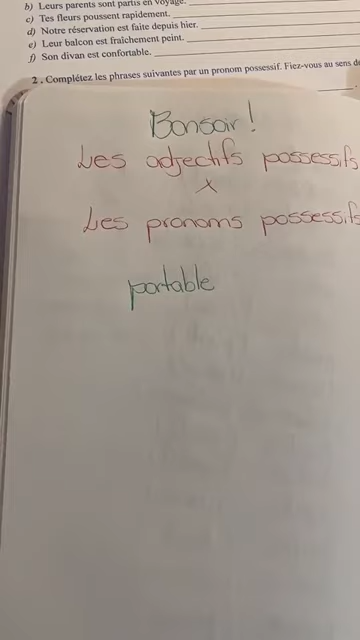 b) Leurs parents sont partis en voyage.
c) Tes fleurs poussent rapidement.
d) Notre réservation est faite depuis hier.
e) Leur balcon est fraîchement peint.
f) Son divan est confortable.
2. Complétez les phrases suivantes par un pronom possessif. Fiez-vous au sens
Bonsoir!
Les adjectifs possessifs
x
Les pronoms possessifs
portable